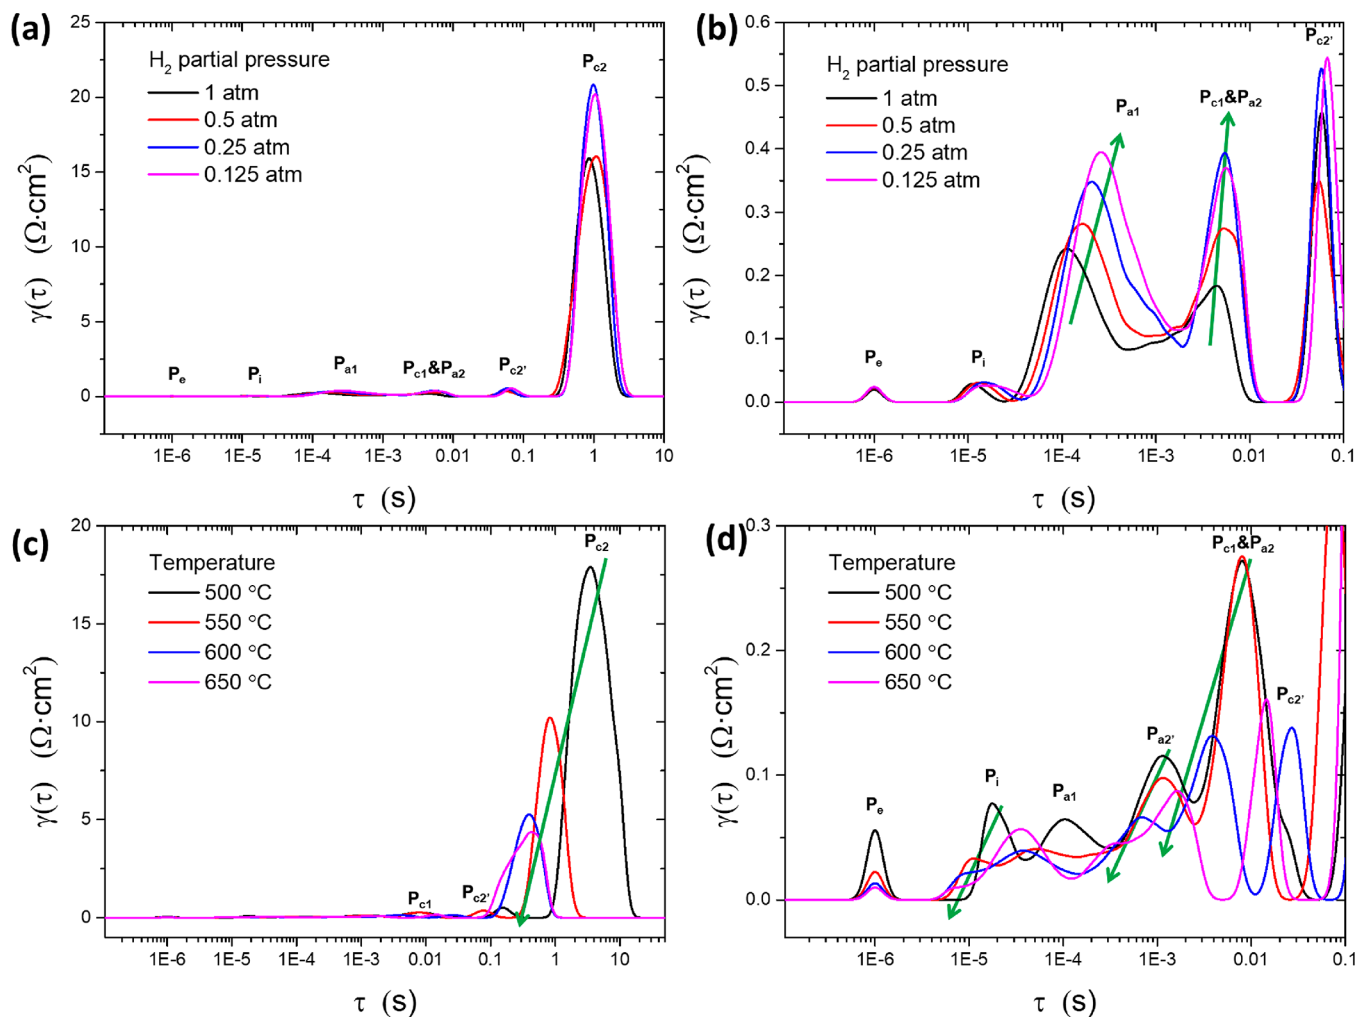 (a)
H2 partial pressure
1 atm
0.5 atm
0.25 atm
0.125 atm
Pe
Pi
Pa1
Pc1&Pa2
Pc2'
Pc2
25
20
15
10
5
0
γ(τ) (Ω·cm²)
1E-6 1E-5 1E-4 1E-3 0.01 0.1 1 10
τ (s)
(b)
H2 partial pressure
1 atm
0.5 atm
0.25 atm
0.125 atm
Pe
Pi
Pa1
Pc1&Pa2
Pc2'
0.6
0.5
0.4
0.3
0.2
0.1
0.0
γ(τ) (Ω·cm²)
1E-6 1E-5 1E-4 1E-3 0.01 0.1
τ (s)
(c)
Temperature
500 °C
550 °C
600 °C
650 °C
Pc1
Pc2'
Pc2
20
15
10
5
0
γ(τ) (Ω·cm²)
1E-6 1E-5 1E-4 1E-3 0.01 0.1 1 10
τ (s)
(d)
Temperature
500 °C
550 °C
600 °C
650 °C
Pe
Pi
Pa1
Pa2'
Pc1&Pa2
Pc2'
0.3
0.2
0.1
0.0
γ(τ) (Ω·cm²)
1E-6 1E-5 1E-4 1E-3 0.01 0.1
τ (s)